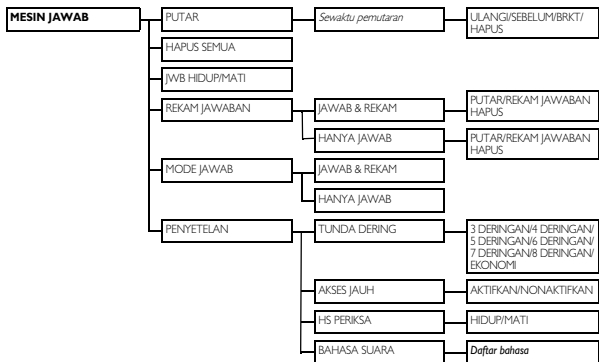 MESIN JAWAB
PUTAR
Sewaktu pemutaran
ULANGI/SEBELUM/BRKT/
HAPUS
HAPUS SEMUA
JWB HIDUP/MATI
REKAM JAWABAN
JAWAB & REKAM
PUTAR/REKAM JAWABAN
HAPUS
HANYA JAWAB
PUTAR/REKAM JAWABAN
HAPUS
MODE JAWAB
JAWAB & REKAM
HANYA JAWAB
PENYETELAN
TUNDA DERING
3 DERINGAN/4 DERINGAN/
5 DERINGAN/6 DERINGAN/
7 DERINGAN/8 DERINGAN/
EKONOMI
AKSES JAUH
AKTIFKAN/NONAKTIFKAN
HS PERIKSA
HIDUP/MATI
BAHASA SUARA
Daftar bahasa